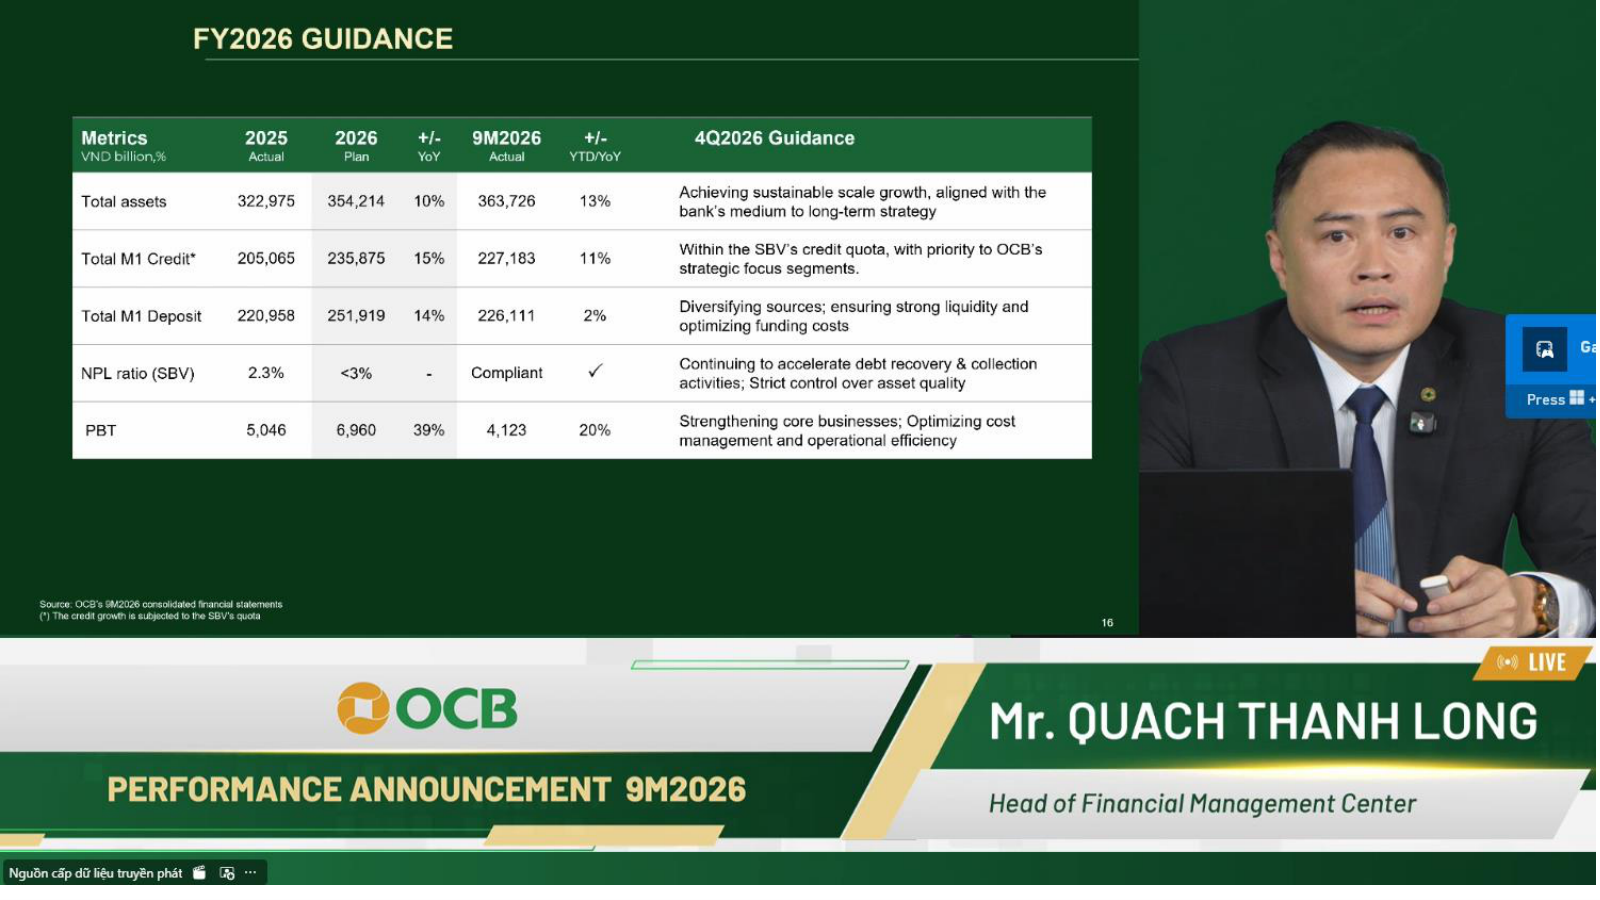 FY2026 GUIDANCE
Metrics 2025 2026 +/- 9M2026 +/- 4Q2026 Guidance
VND billion,% Actual Plan YoY Actual YTD/YoY
Total assets 322,975 354,214 10% 363,726 13% Achieving sustainable scale growth, aligned with the
bank's medium to long-term strategy
Total M1 Credit* 205,065 235,875 15% 227,183 11% Within the SBV's credit quota, with priority to OCB's
strategic focus segments.
Total M1 Deposit 220,958 251,919 14% 226,111 2% Diversifying sources; ensuring strong liquidity and
optimizing funding costs
NPL ratio (SBV) 2.3% <3% - Compliant ✓ Continuing to accelerate debt recovery & collection
activities; Strict control over asset quality
PBT 5,046 6,960 39% 4,123 20% Strengthening core businesses; Optimizing cost
management and operational efficiency
Press +
Source: OCB's 9M2026 consolidated financial statements
(*) The credit growth is subjected to the SBV's quota
16
LIVE
OCB
Mr. QUACH THANH LONG
PERFORMANCE ANNOUNCEMENT 9M2026
Head of Financial Management Center
Nguồn cấp dữ liệu truyền phát ...